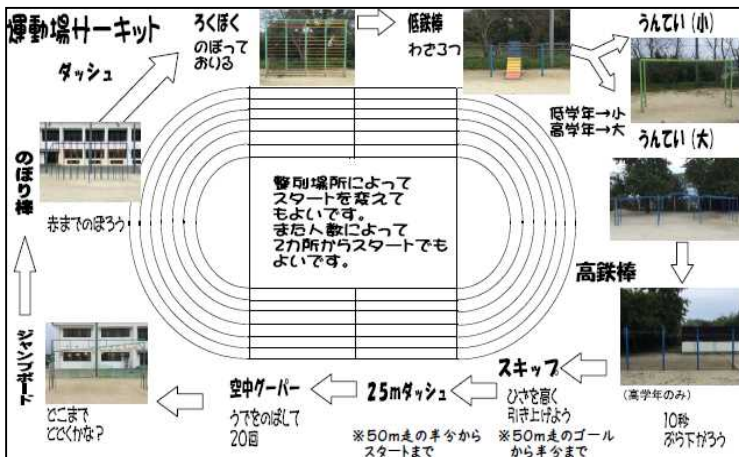 運動場サーキット
ダッシュ
ろくぼく
のぼって
おりる
低鉄棒
わざ3つ
うんてい(小)
低学年→小
高学年→大
うんてい(大)
高鉄棒
(高学年のみ)
10秒
ぶら下がろう
スキップ
ひざを高く
引き上げよう
※50m走のゴール
から半分まで
25mダッシュ
※50m走の半分から
スタートまで
空中グーパー
うでをのばして
20回
ジャンプボード
どこまで
とどくかな?
のぼり棒
赤までのぼろう
整列場所によって
スタートを変えて
もよいです。
また人数によって
2カ所からスタートでも
よいです。